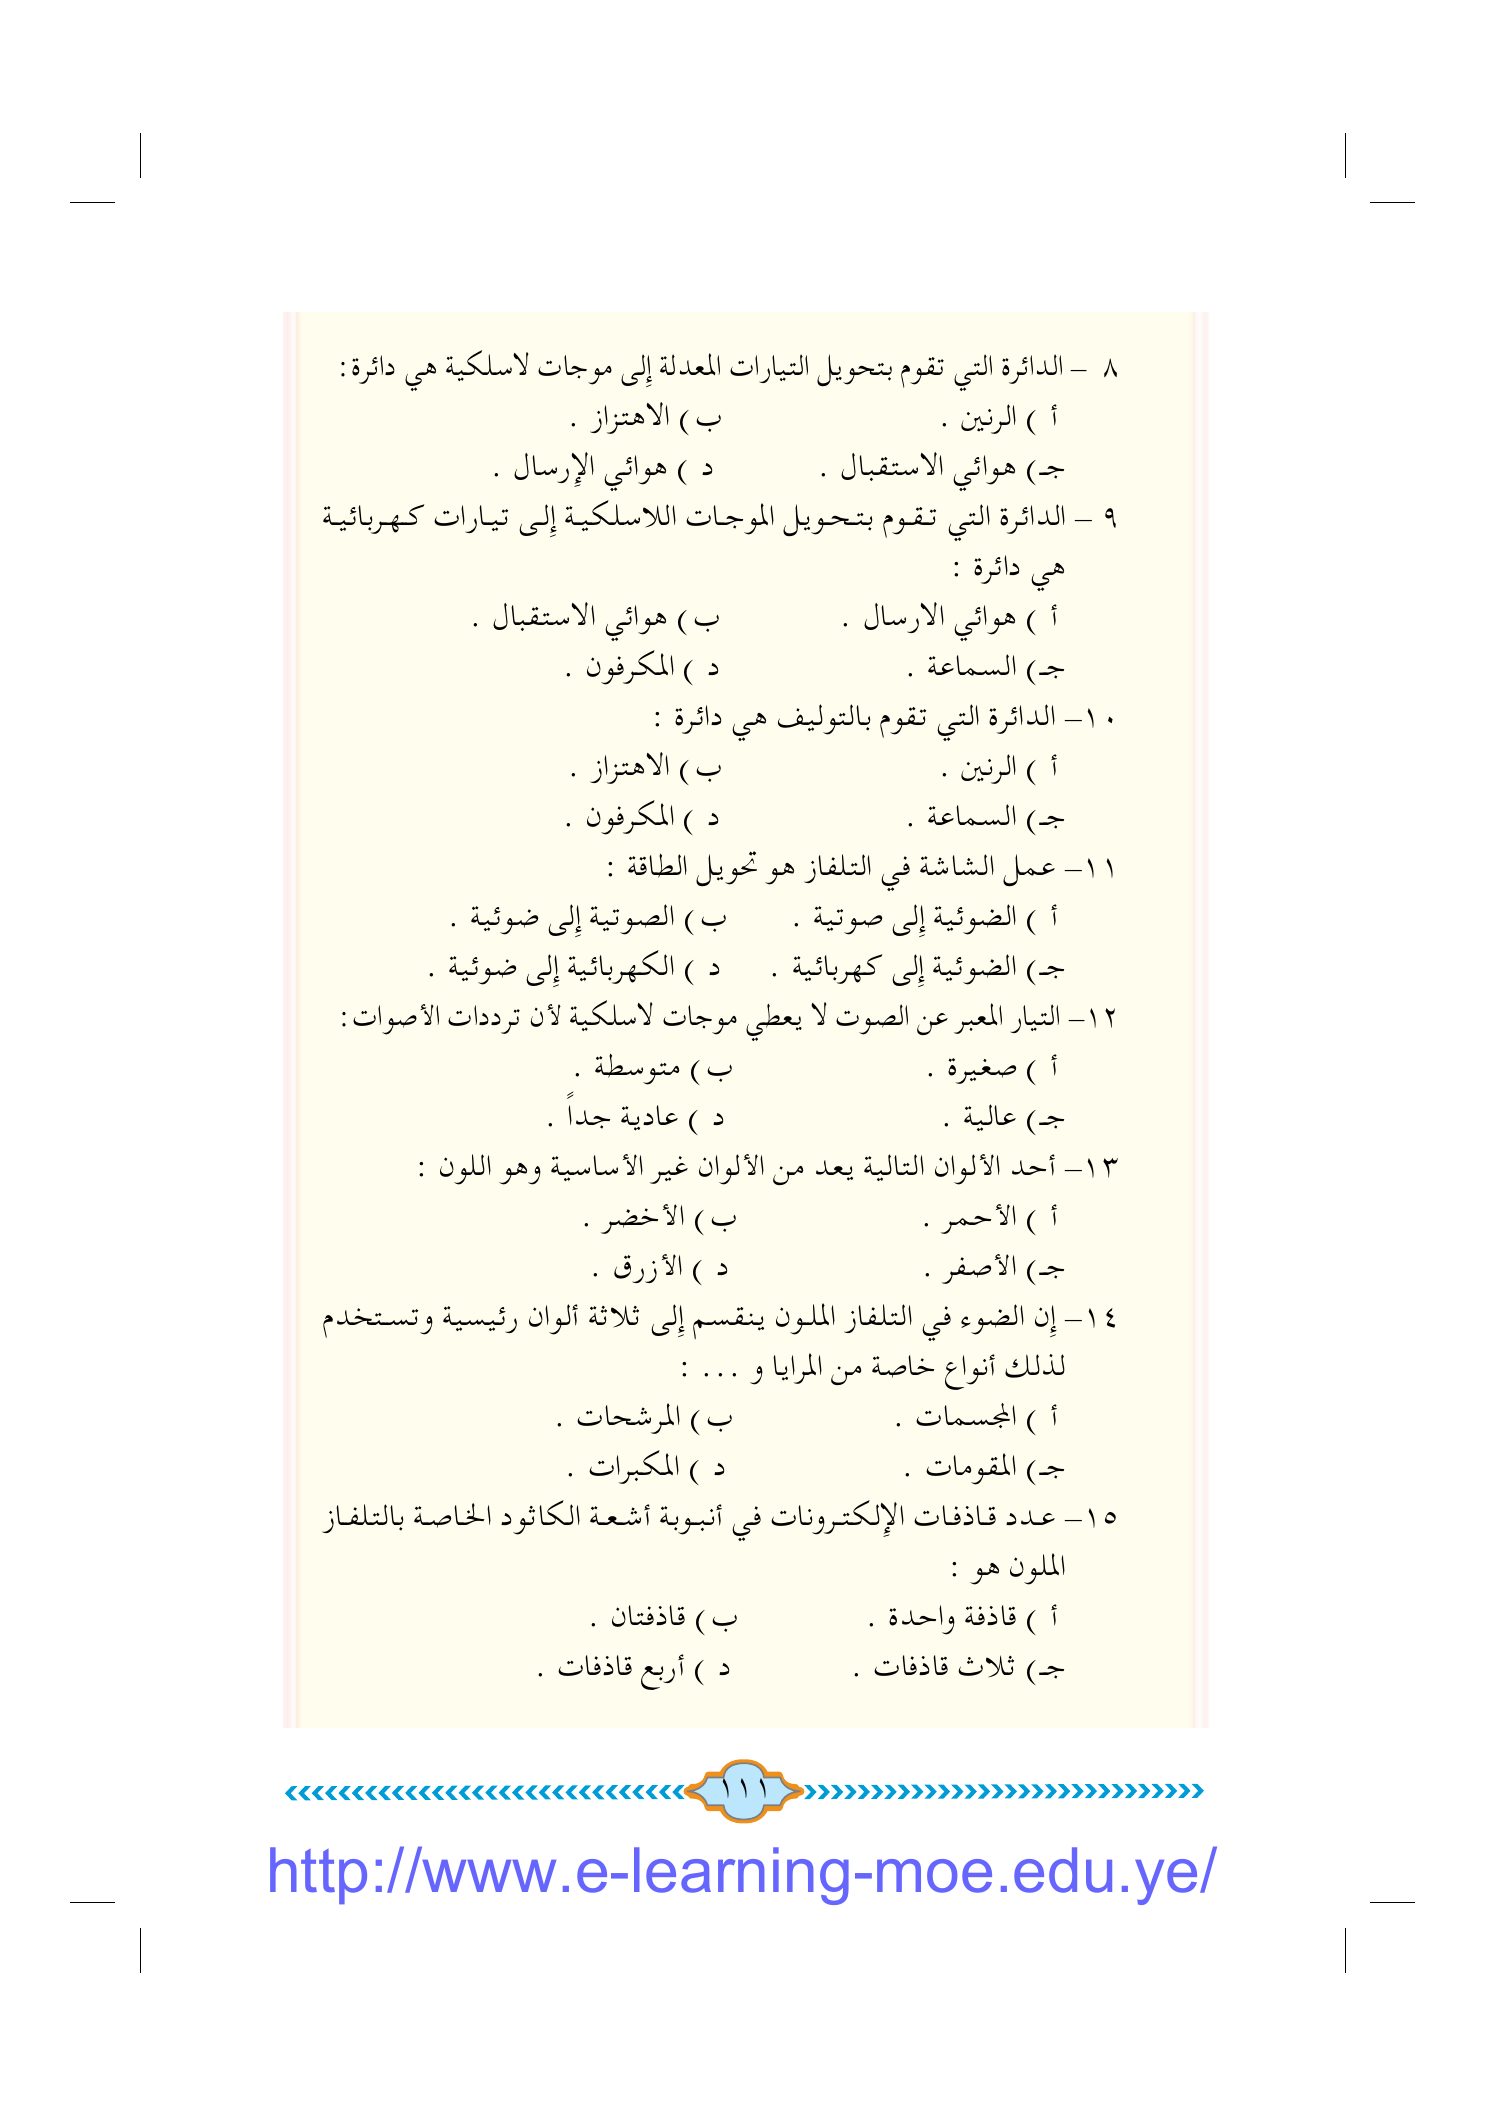 ٨ – الدائرة التي تقوم بتحويل التيارات المعدلة إلى موجات لاسلكية هي دائرة:
أ ) الرنين . ب) الاهتزاز .
جـ) هوائي الاستقبال . د ) هوائي الإرسال .
٩ – الدائرة التي تقوم بتحويل الموجات اللاسلكية إلى تيارات كهربائية
هي دائرة :
أ ) هوائي الارسال . ب) هوائي الاستقبال .
جـ) السماعة . د ) المكرفون .
١٠– الدائرة التي تقوم بالتوليف هي دائرة :
أ ) الرنين . ب) الاهتزاز .
جـ) السماعة . د ) المكرفون .
١١– عمل الشاشة في التلفاز هو تحويل الطاقة :
أ ) الضوئية إلى صوتية . ب) الصوتية إلى ضوئية .
جـ) الضوئية إلى كهربائية . د ) الكهربائية إلى ضوئية .
١٢– التيار المعبر عن الصوت لا يعطي موجات لاسلكية لأن ترددات الأصوات:
أ ) صغيرة . ب) متوسطة .
جـ) عالية . د ) عادية جداً .
١٣– أحد الألوان التالية يعد من الألوان غير الأساسية وهو اللون :
أ ) الأحمر . ب) الأخضر .
جـ) الأصفر . د ) الأزرق .
١٤– إن الضوء في التلفاز الملون ينقسم إلى ثلاثة ألوان رئيسية وتستخدم
لذلك أنواع خاصة من المرايا و ... :
أ ) المجسمات . ب) المرشحات .
جـ) المقومات . د ) المكبرات .
١٥– عدد قاذفات الإلكترونات في أنبوبة أشعة الكاثود الخاصة بالتلفاز
الملون هو :
أ ) قاذفة واحدة . ب) قاذفتان .
جـ) ثلاث قاذفات . د ) أربع قاذفات .
١١١
http://www.e-learning-moe.edu.ye/